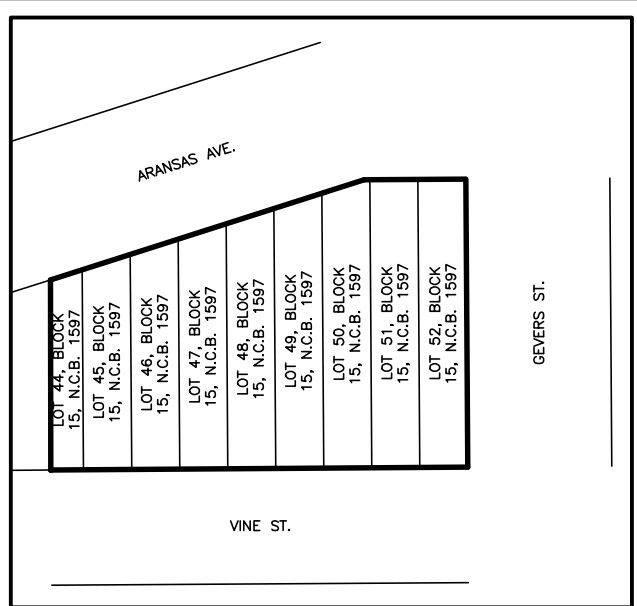 ARANSAS AVE.
LOT 44, BLOCK
15, N.C.B. 1597
LOT 45, BLOCK
15, N.C.B. 1597
LOT 46, BLOCK
15, N.C.B. 1597
LOT 47, BLOCK
15, N.C.B. 1597
LOT 48, BLOCK
15, N.C.B. 1597
LOT 49, BLOCK
15, N.C.B. 1597
LOT 50, BLOCK
15, N.C.B. 1597
LOT 51, BLOCK
15, N.C.B. 1597
LOT 52, BLOCK
15, N.C.B. 1597
GEVERS ST.
VINE ST.